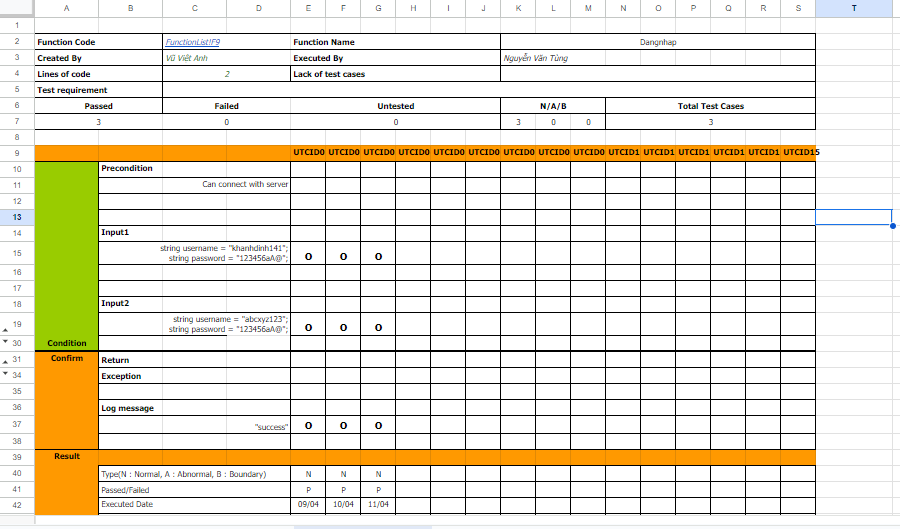 A B C D E F G H I J K L M N O P Q R S T
1
2 Function Code FunctionList!F9 Function Name Dangnhap
3 Created By Vũ Viết Anh Executed By Nguyễn Văn Tùng
4 Lines of code 2 Lack of test cases
5 Test requirement
6 Passed Failed Untested N/A/B Total Test Cases
7 3 0 0 3 0 0 3
8
9 UTCID0 UTCID0 UTCID0 UTCID0 UTCID0 UTCID0 UTCID0 UTCID0 UTCID0 UTCID1 UTCID1 UTCID1 UTCID1 UTCID1 UTCID15
10 Precondition
11 Can connect with server
12
13
14 Input1
string username = "khanhdinh141";
15 string password = "123456aA@"; O O O
16
17
18 Input2
string username = "abcxyz123";
19 string password = "123456aA@"; O O O
30 Condition
31 Confirm Return
34 Exception
35
36 Log message
37 "success" O O O
38
39 Result
40 Type(N : Normal, A : Abnormal, B : Boundary) N N N
41 Passed/Failed P P P
42 Executed Date 09/04 10/04 11/04